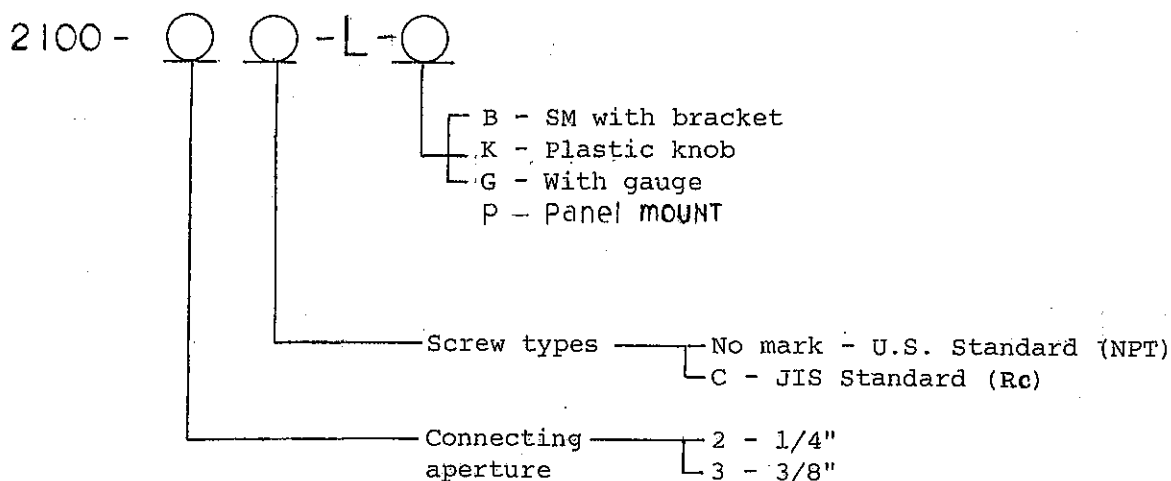 2100 - ○ ○ - L - ○
B - SM with bracket
K - Plastic knob
G - With gauge
P - Panel MOUNT
Screw types
No mark - U.S. Standard (NPT)
C - JIS Standard (Rc)
Connecting
aperture
2 - 1/4"
3 - 3/8"